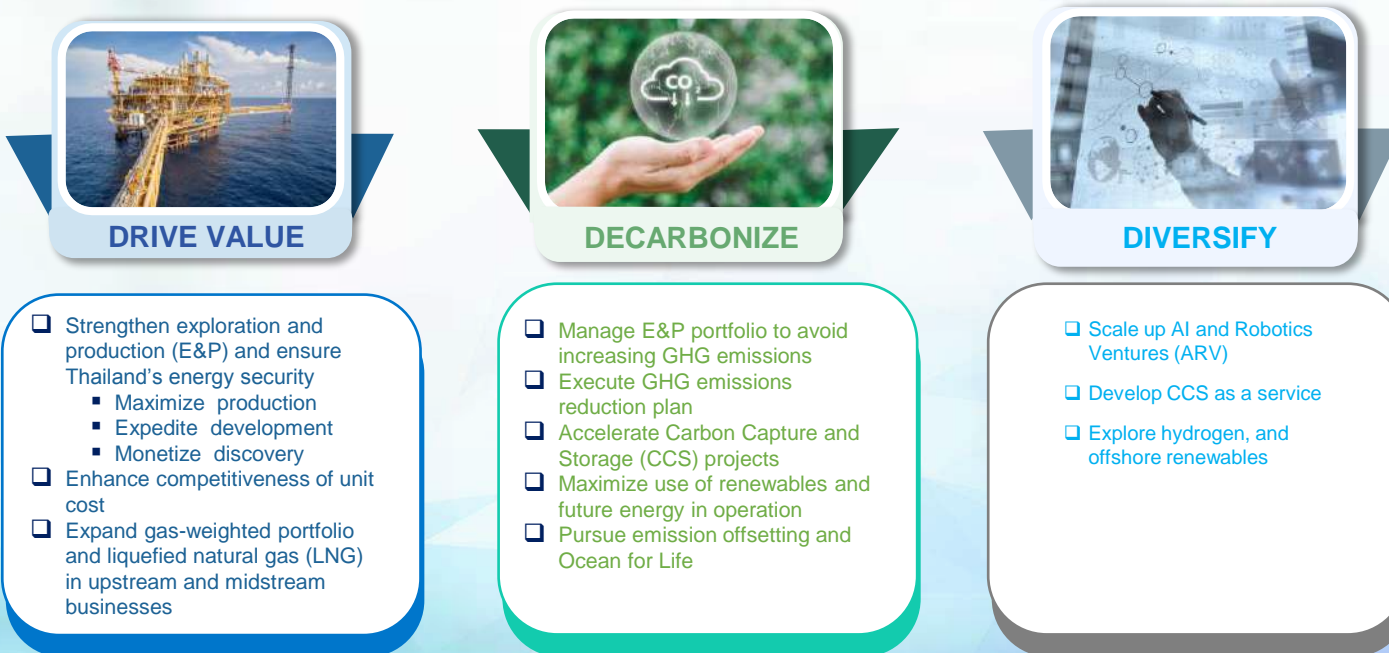 DRIVE VALUE
❑ Strengthen exploration and
production (E&P) and ensure
Thailand’s energy security
▪ Maximize production
▪ Expedite development
▪ Monetize discovery
❑ Enhance competitiveness of unit
cost
❑ Expand gas-weighted portfolio
and liquefied natural gas (LNG)
in upstream and midstream
businesses
CO2
DECARBONIZE
❑ Manage E&P portfolio to avoid
increasing GHG emissions
❑ Execute GHG emissions
reduction plan
❑ Accelerate Carbon Capture and
Storage (CCS) projects
❑ Maximize use of renewables and
future energy in operation
❑ Pursue emission offsetting and
Ocean for Life
DIVERSIFY
❑ Scale up AI and Robotics
Ventures (ARV)
❑ Develop CCS as a service
❑ Explore hydrogen, and
offshore renewables